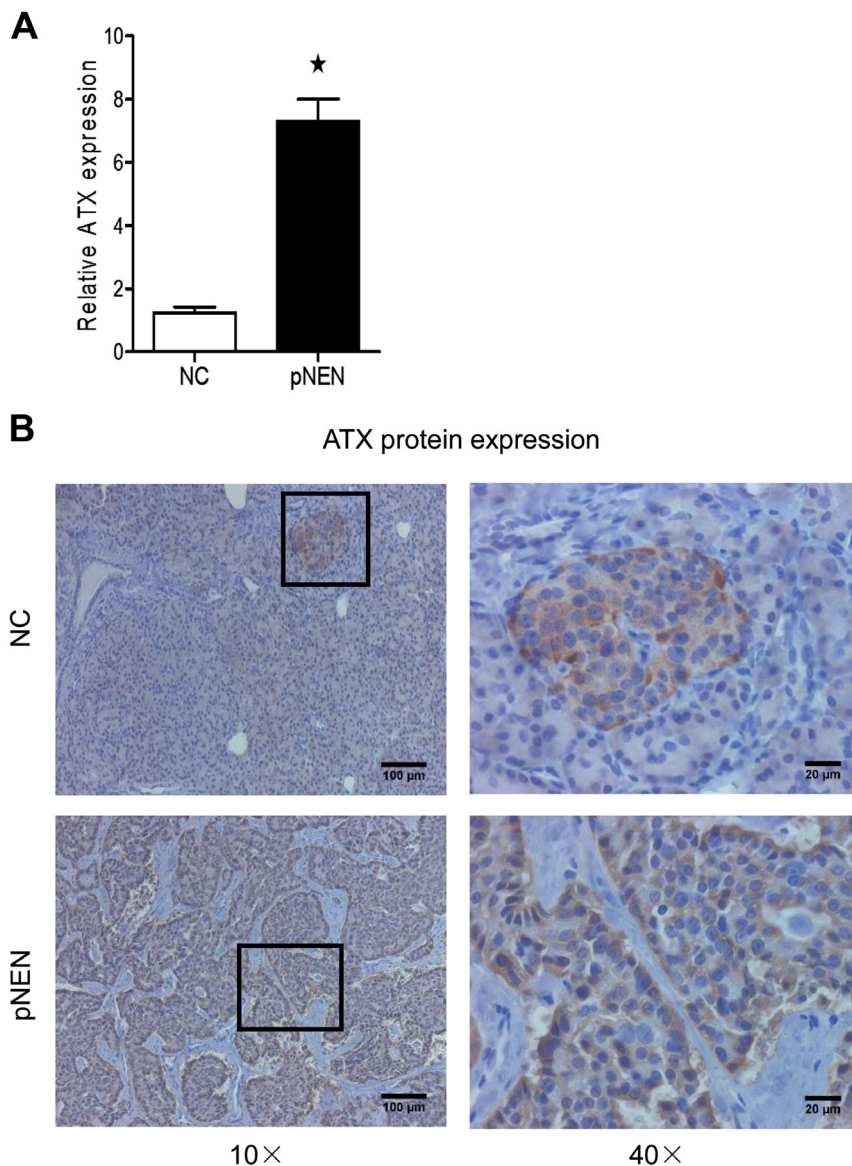 A
10
8
6
4
2
0
Relative ATX expression
★
NC
pNEN
B
ATX protein expression
NC
100 µm
20 µm
pNEN
100 µm
20 µm
10×
40×